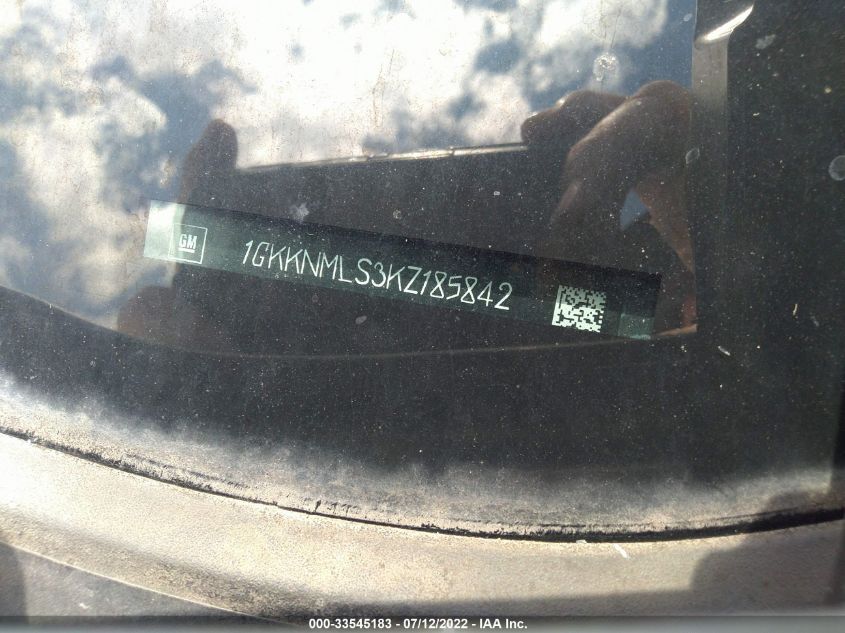 GM
1GKKNMLS3KZ185842
000-33545183 - 07/12/2022 - IAA Inc.